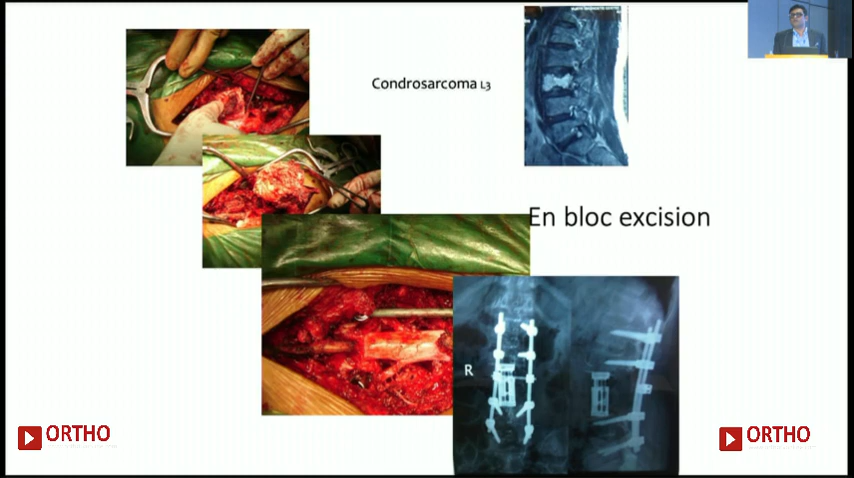 Condrosarcoma L3
En bloc excision
R
ORTHO
ORTHO